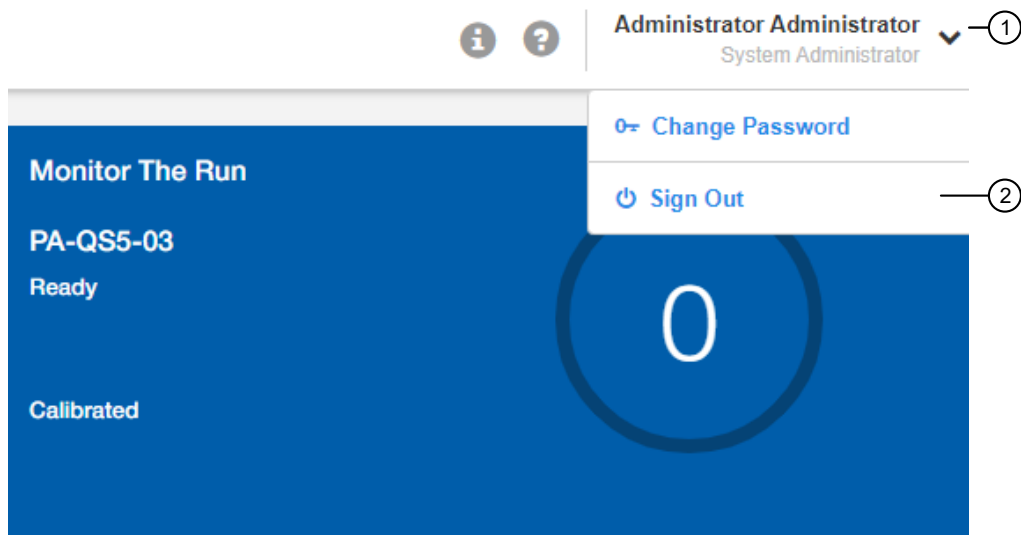 Administrator Administrator
1
System Administrator
Change Password
Sign Out
2
Monitor The Run
PA-QS5-03
Ready
0
Calibrated